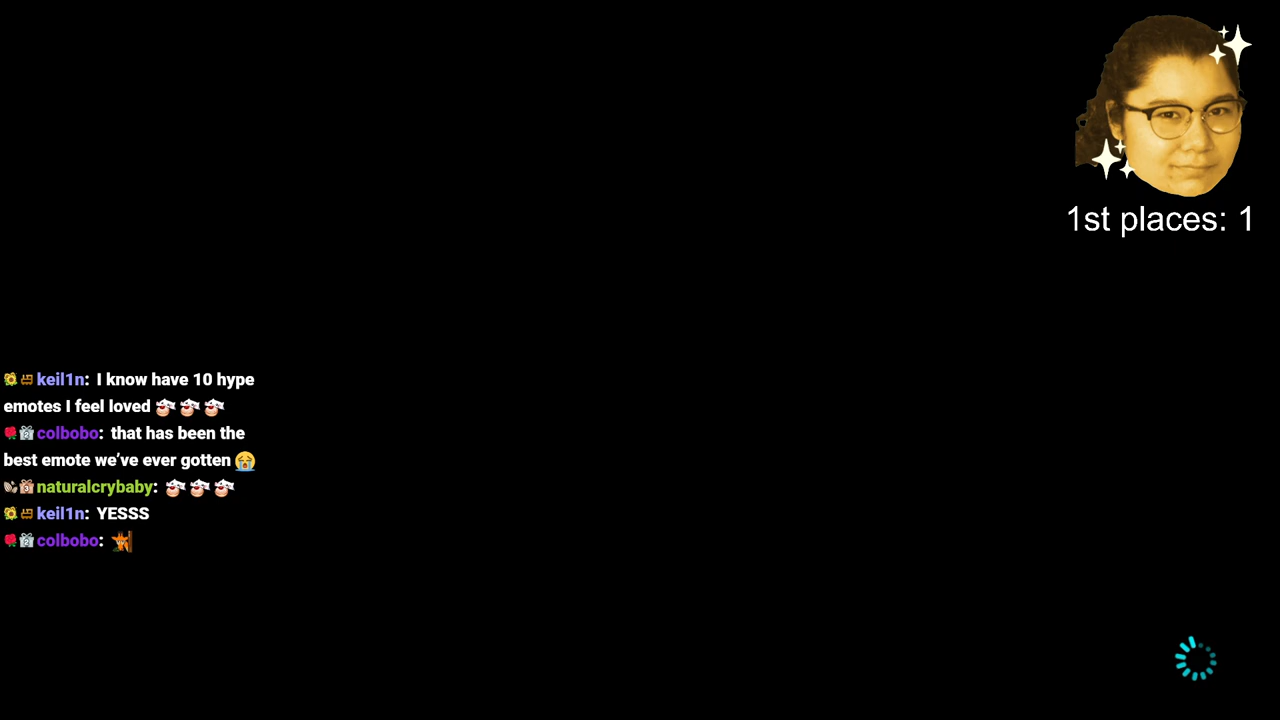 1st places: 1
keil1n: I know have 10 hype
emotes I feel loved
colbobo: that has been the
best emote we've ever gotten 😭
naturalcrybaby:
keil1n: YESSS
colbobo: